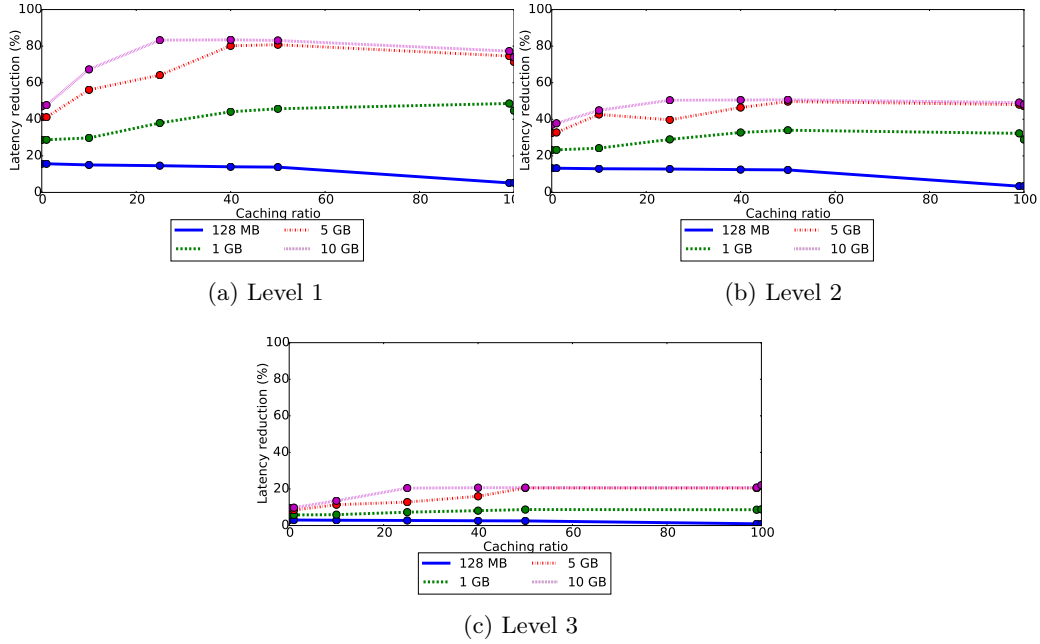 100
80
60
40
20
0
Latency reduction (%)
0 20 40 60 80 100
Caching ratio
128 MB 5 GB
1 GB 10 GB
(a) Level 1
100
80
60
40
20
0
Latency reduction (%)
0 20 40 60 80 100
Caching ratio
128 MB 5 GB
1 GB 10 GB
(b) Level 2
100
80
60
40
20
0
Latency reduction (%)
0 20 40 60 80 100
Caching ratio
128 MB 5 GB
1 GB 10 GB
(c) Level 3